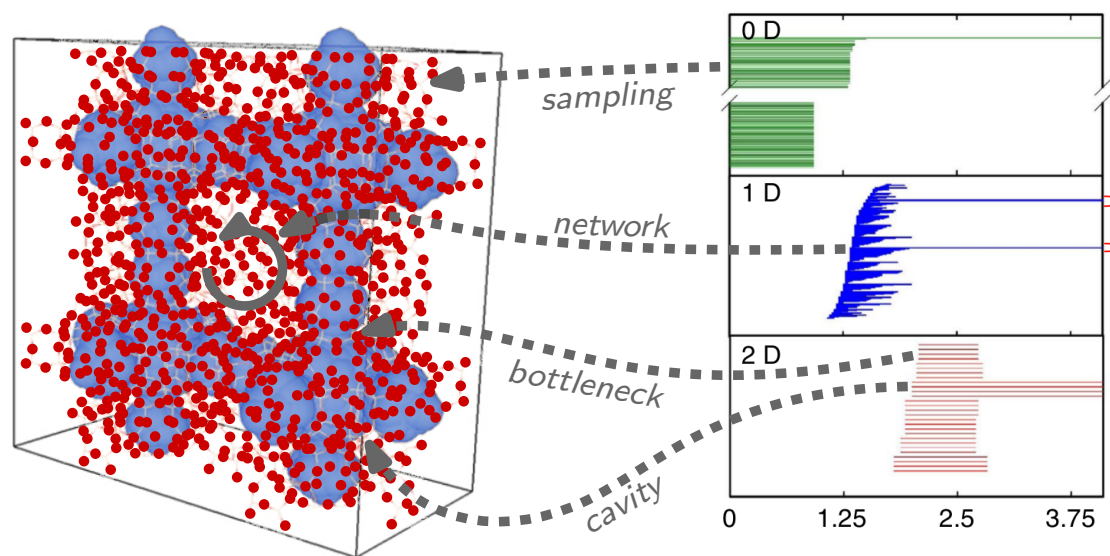 0 D
sampling
1 D
network
2 D
bottleneck
cavity
0 1.25 2.5 3.75